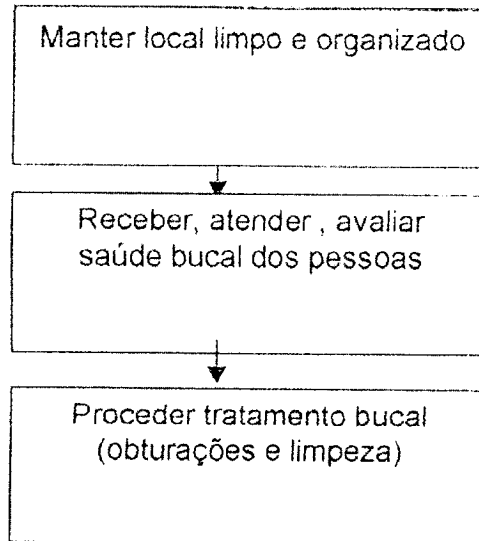 Manter local limpo e organizado
Receber, atender , avaliar
saúde bucal dos pessoas
Proceder tratamento bucal
(obturações e limpeza)